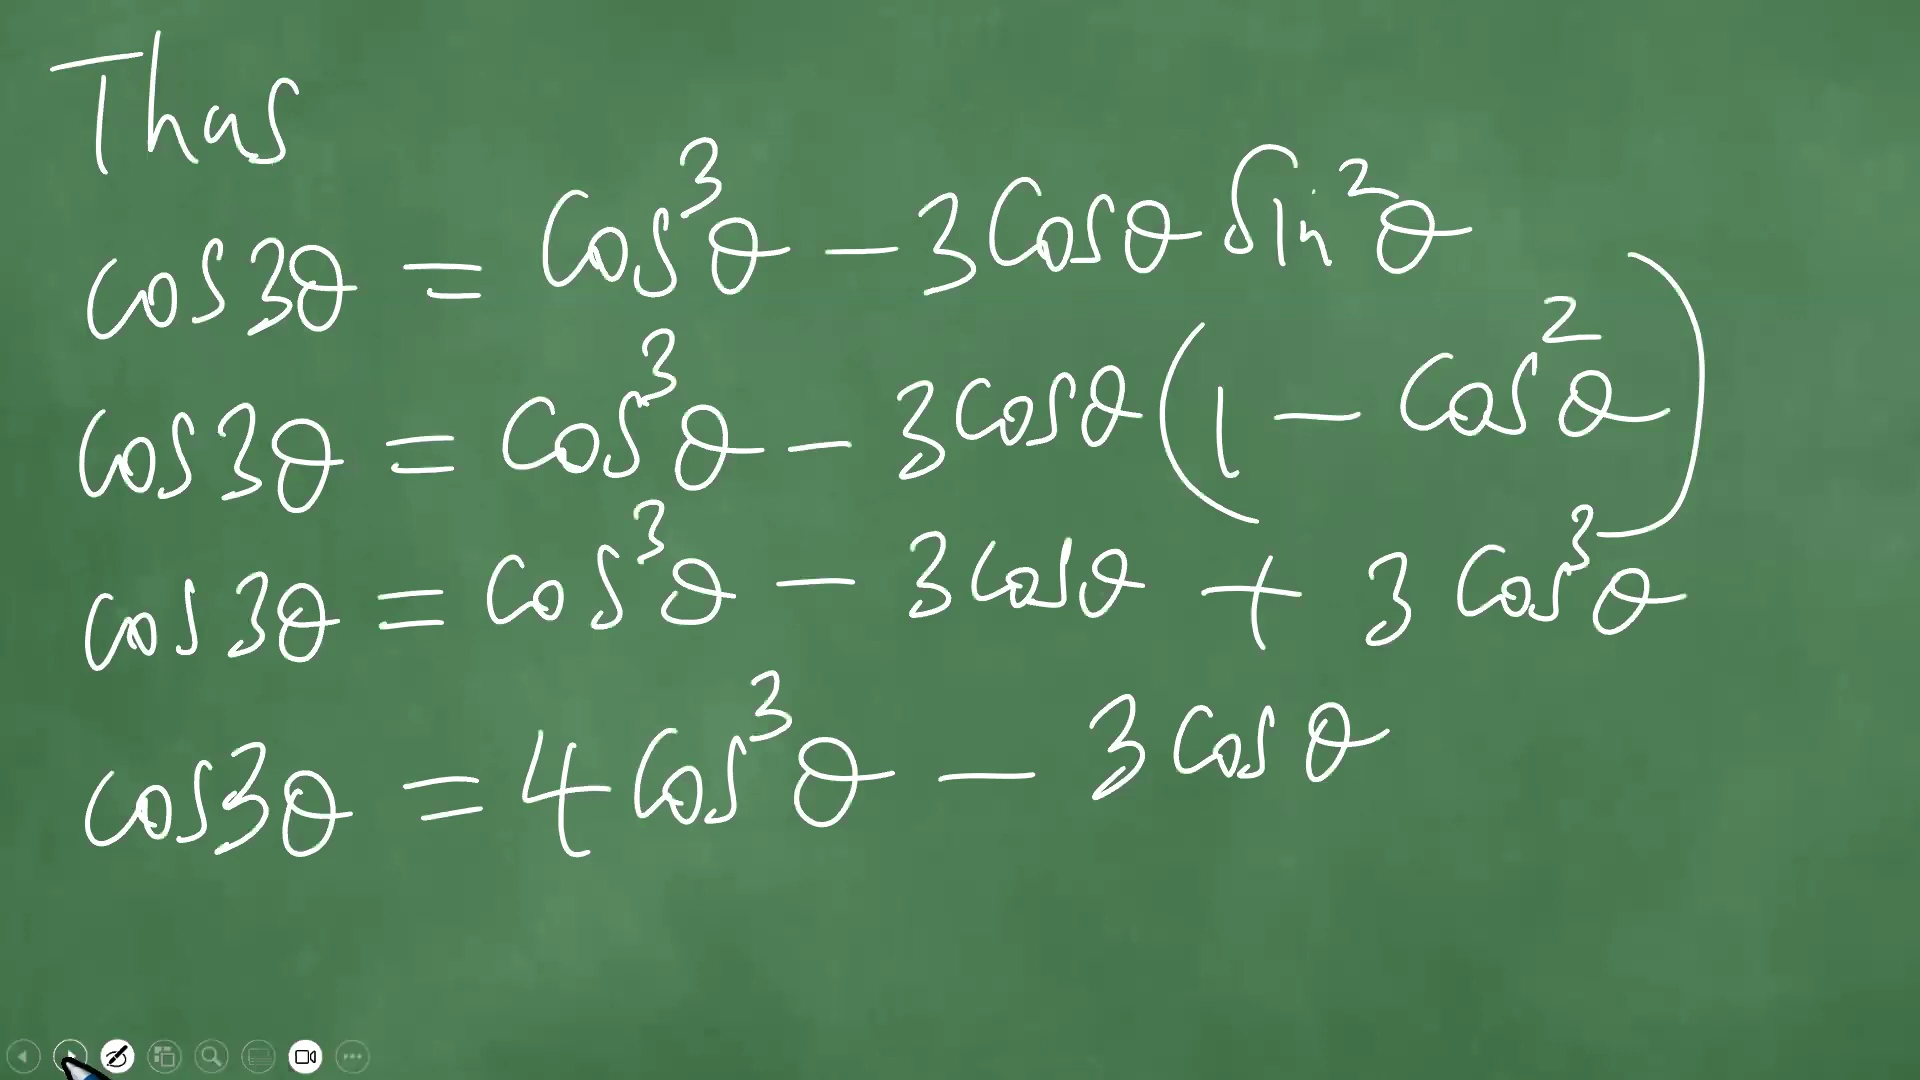 Thus
cos3θ = cos³θ − 3cosθ sin²θ
cos3θ = cos³θ − 3cosθ(1 − cos²θ)
cos3θ = cos³θ − 3cosθ + 3cos³θ
cos3θ = 4cos³θ − 3cosθ